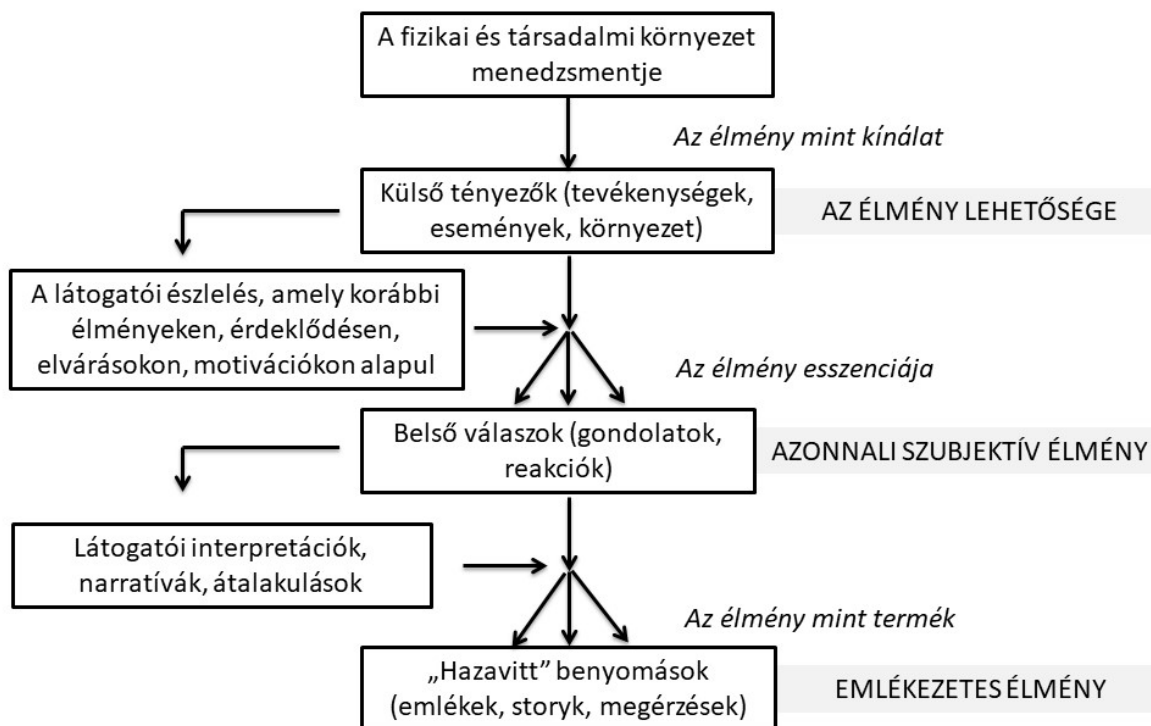 A fizikai és társadalmi környezet
menedzsmentje
Az élmény mint kínálat
Külső tényezők (tevékenységek,
események, környezet)
AZ ÉLMÉNY LEHETŐSÉGE
A látogatói észlelés, amely korábbi
élményeken, érdeklődésen,
elvárásokon, motivációkon alapul
Az élmény esszenciája
Belső válaszok (gondolatok,
reakciók)
AZONNALI SZUBJEKTÍV ÉLMÉNY
Látogatói interpretációk,
narratívák, átalakulások
Az élmény mint termék
„Hazavitt” benyomások
(emlékek, storyk, megérzések)
EMLÉKEZETES ÉLMÉNY